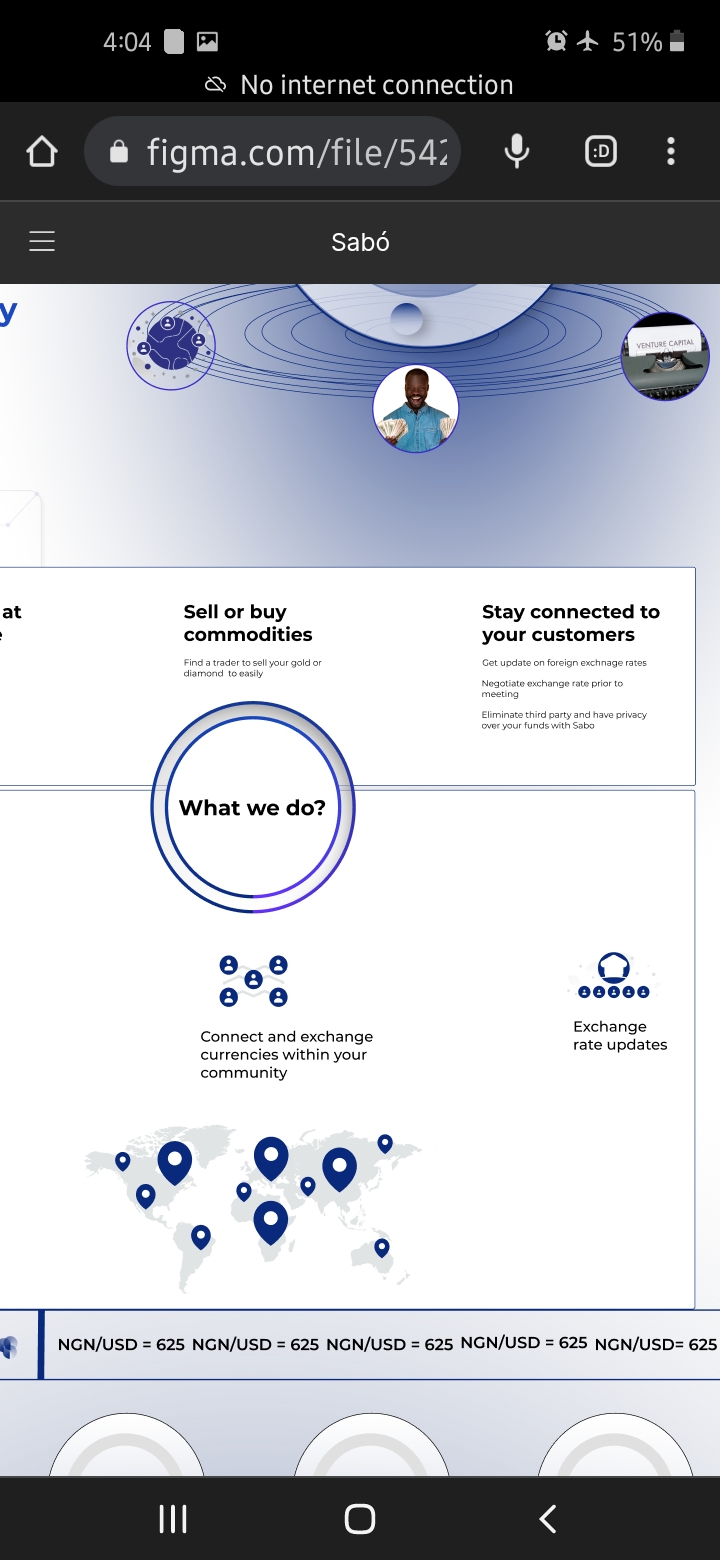 4:04
51%
No internet connection
figma.com/file/542
:D
Sabó
y
VENTURE CAPITAL
at
e
Sell or buy
commodities
Find a trader to sell your gold or
diamond to easily
Stay connected to
your customers
Get update on foreign exchnage rates
Negotiate exchange rate prior to
meeting
Eliminate third party and have privacy
over your funds with Sabo
What we do?
Connect and exchange
currencies within your
community
Exchange
rate updates
NGN/USD = 625 NGN/USD = 625 NGN/USD = 625 NGN/USD = 625 NGN/USD= 625